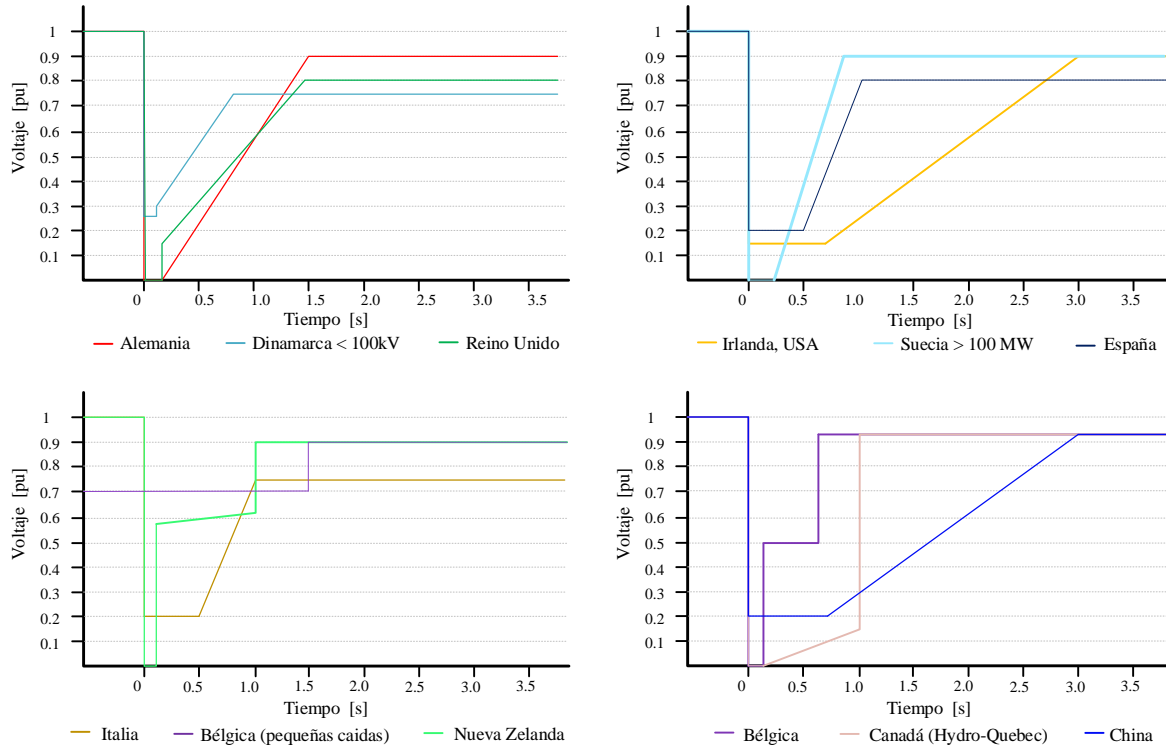 Voltaje [pu]
1
0.9
0.8
0.7
0.6
0.5
0.4
0.3
0.2
0.1
0 0.5 1.0 1.5 2.0 2.5 3.0 3.5
Tiempo [s]
Alemania Dinamarca < 100kV Reino Unido
Voltaje [pu]
1
0.9
0.8
0.7
0.6
0.5
0.4
0.3
0.2
0.1
0 0.5 1.0 1.5 2.0 2.5 3.0 3.5
Tiempo [s]
Irlanda, USA Suecia > 100 MW España
Voltaje [pu]
1
0.9
0.8
0.7
0.6
0.5
0.4
0.3
0.2
0.1
0 0.5 1.0 1.5 2.0 2.5 3.0 3.5
Tiempo [s]
Italia Bélgica (pequeñas caidas) Nueva Zelanda
Voltaje [pu]
1
0.9
0.8
0.7
0.6
0.5
0.4
0.3
0.2
0.1
0 0.5 1.0 1.5 2.0 2.5 3.0 3.5
Tiempo [s]
Bélgica Canadá (Hydro-Quebec) China